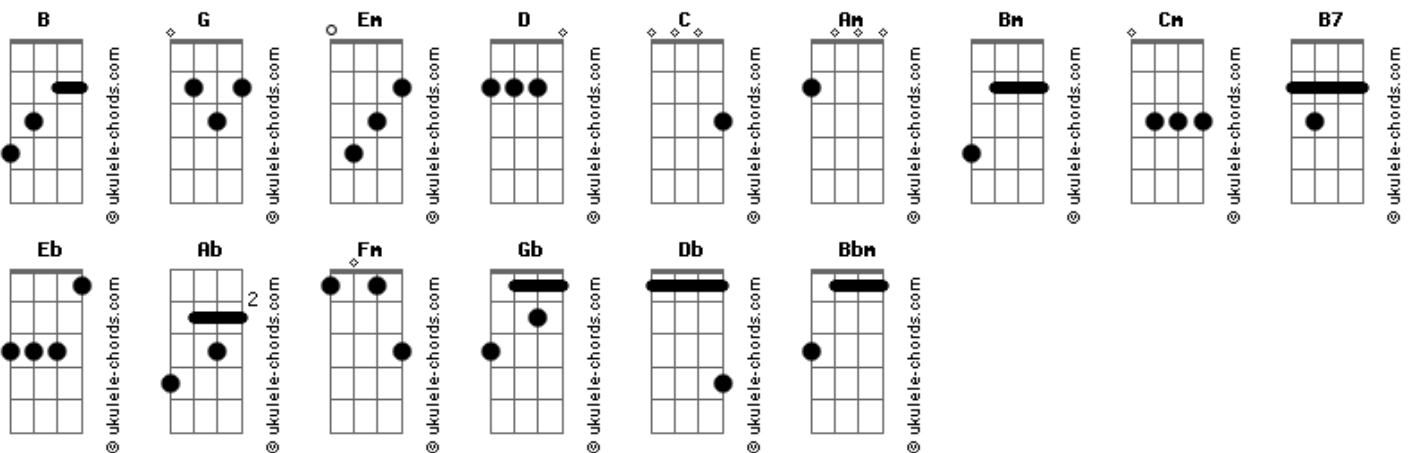 B G Em D C Am Bm Cm B7
© ukulele-chords.com © ukulele-chords.com © ukulele-chords.com © ukulele-chords.com © ukulele-chords.com © ukulele-chords.com © ukulele-chords.com © ukulele-chords.com © ukulele-chords.com
Eb Ab Fm Gb Db Bbm
2
© ukulele-chords.com © ukulele-chords.com © ukulele-chords.com © ukulele-chords.com © ukulele-chords.com © ukulele-chords.com